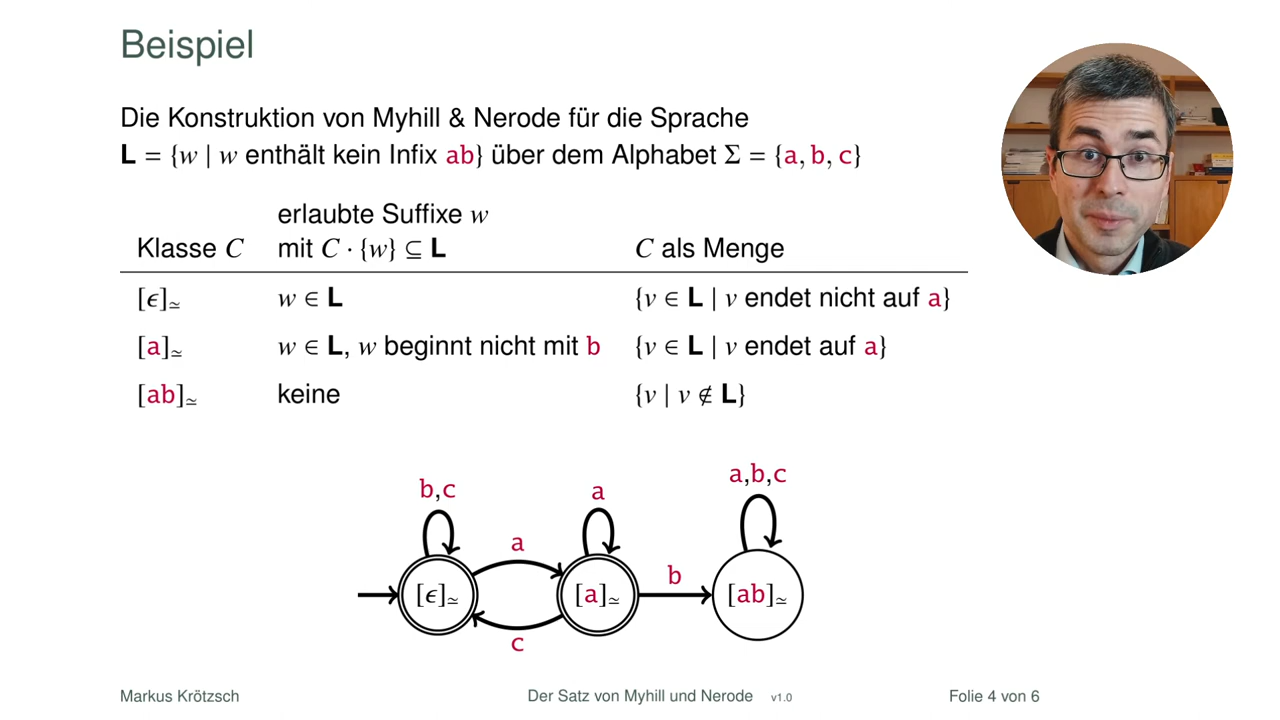 Beispiel
Die Konstruktion von Myhill & Nerode für die Sprache
L = {w | w enthält kein Infix ab} über dem Alphabet Σ = {a, b, c}
erlaubte Suffixe w
Klasse C mit C · {w} ⊆ L C als Menge
[ϵ]≃ w ∈ L {v ∈ L | v endet nicht auf a}
[a]≃ w ∈ L, w beginnt nicht mit b {v ∈ L | v endet auf a}
[ab]≃ keine {v | v ∉ L}
b,c a a,b,c
a
[ϵ]≃ [a]≃ b [ab]≃
c
Markus Krötzsch Der Satz von Myhill und Nerode v1.0 Folie 4 von 6